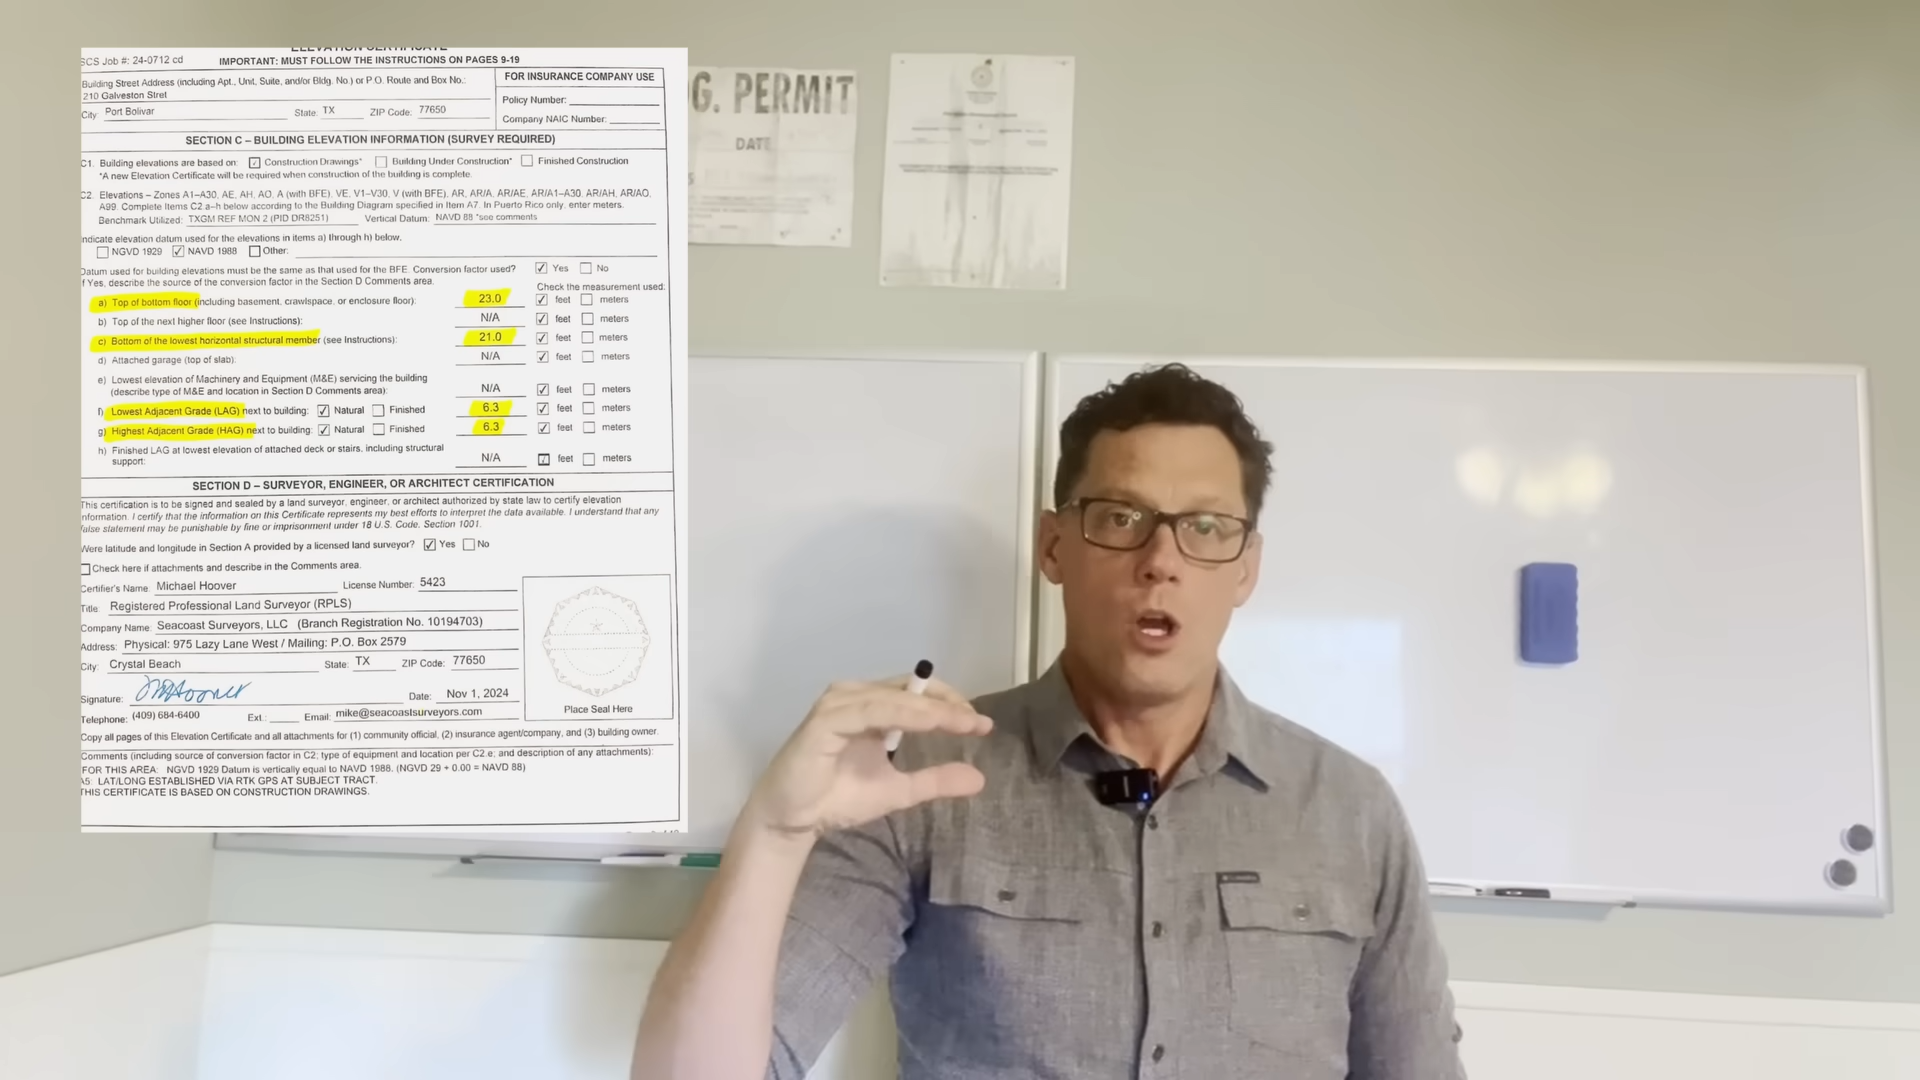 ELEVATION CERTIFICATE
SCS Job #: 24-0712 cd IMPORTANT: MUST FOLLOW THE INSTRUCTIONS ON PAGES 9-19
Building Street Address (including Apt., Unit, Suite, and/or Bldg. No.) or P.O. Route and Box No.: FOR INSURANCE COMPANY USE
210 Galveston Stret
Policy Number:
City: Port Bolivar State: TX ZIP Code: 77650
Company NAIC Number:
SECTION C – BUILDING ELEVATION INFORMATION (SURVEY REQUIRED)
C1. Building elevations are based on: Construction Drawings* Building Under Construction* Finished Construction
*A new Elevation Certificate will be required when construction of the building is complete.
C2. Elevations – Zones A1–A30, AE, AH, AO, A (with BFE), VE, V1–V30, V (with BFE), AR, AR/A, AR/AE, AR/A1–A30, AR/AH, AR/AO,
A99. Complete Items C2.a–h below according to the Building Diagram specified in Item A7. In Puerto Rico only, enter meters.
Benchmark Utilized: TXGM REF MON 2 (PID DR8251) Vertical Datum: NAVD 88 *see comments
ndicate elevation datum used for the elevations in items a) through h) below.
NGVD 1929 NAVD 1988 Other:
Datum used for building elevations must be the same as that used for the BFE. Conversion factor used? Yes No
f Yes, describe the source of the conversion factor in the Section D Comments area.
Check the measurement used:
a) Top of bottom floor (including basement, crawlspace, or enclosure floor): 23.0 feet meters
b) Top of the next higher floor (see Instructions): N/A feet meters
c) Bottom of the lowest horizontal structural member (see Instructions): 21.0 feet meters
d) Attached garage (top of slab): N/A feet meters
e) Lowest elevation of Machinery and Equipment (M&E) servicing the building
(describe type of M&E and location in Section D Comments area): N/A feet meters
f) Lowest Adjacent Grade (LAG) next to building: Natural Finished 6.3 feet meters
g) Highest Adjacent Grade (HAG) next to building: Natural Finished 6.3 feet meters
h) Finished LAG at lowest elevation of attached deck or stairs, including structural
support: N/A feet meters
SECTION D – SURVEYOR, ENGINEER, OR ARCHITECT CERTIFICATION
This certification is to be signed and sealed by a land surveyor, engineer, or architect authorized by state law to certify elevation
nformation. I certify that the information on this Certificate represents my best efforts to interpret the data available. I understand that any
false statement may be punishable by fine or imprisonment under 18 U.S. Code, Section 1001.
Were latitude and longitude in Section A provided by a licensed land surveyor? Yes No
Check here if attachments and describe in the Comments area.
Certifier's Name: Michael Hoover License Number: 5423
Title: Registered Professional Land Surveyor (RPLS)
Company Name: Seacoast Surveyors, LLC (Branch Registration No. 10194703)
Address: Physical: 975 Lazy Lane West / Mailing: P.O. Box 2579
City: Crystal Beach State: TX ZIP Code: 77650
Signature: Date: Nov 1, 2024
Telephone: (409) 684-6400 Ext.: Email: mike@seacoastsurveyors.com
Place Seal Here
Copy all pages of this Elevation Certificate and all attachments for (1) community official, (2) insurance agent/company, and (3) building owner.
Comments (including source of conversion factor in C2; type of equipment and location per C2.e; and description of any attachments):
FOR THIS AREA: NGVD 1929 Datum is vertically equal to NAVD 1988. (NGVD 29 + 0.00 = NAVD 88)
A5: LAT/LONG ESTABLISHED VIA RTK GPS AT SUBJECT TRACT.
THIS CERTIFICATE IS BASED ON CONSTRUCTION DRAWINGS.
G. PERMIT
DATE